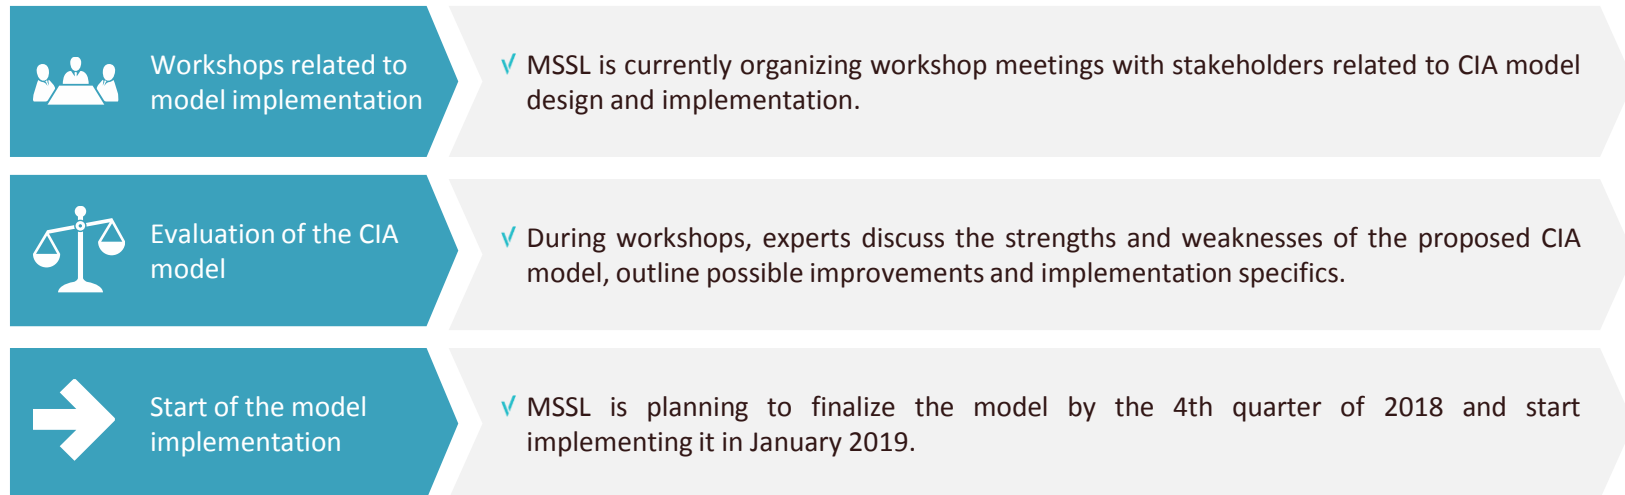 Workshops related to
model implementation
√ MSSL is currently organizing workshop meetings with stakeholders related to CIA model
design and implementation.
Evaluation of the CIA
model
√ During workshops, experts discuss the strengths and weaknesses of the proposed CIA
model, outline possible improvements and implementation specifics.
Start of the model
implementation
√ MSSL is planning to finalize the model by the 4th quarter of 2018 and start
implementing it in January 2019.